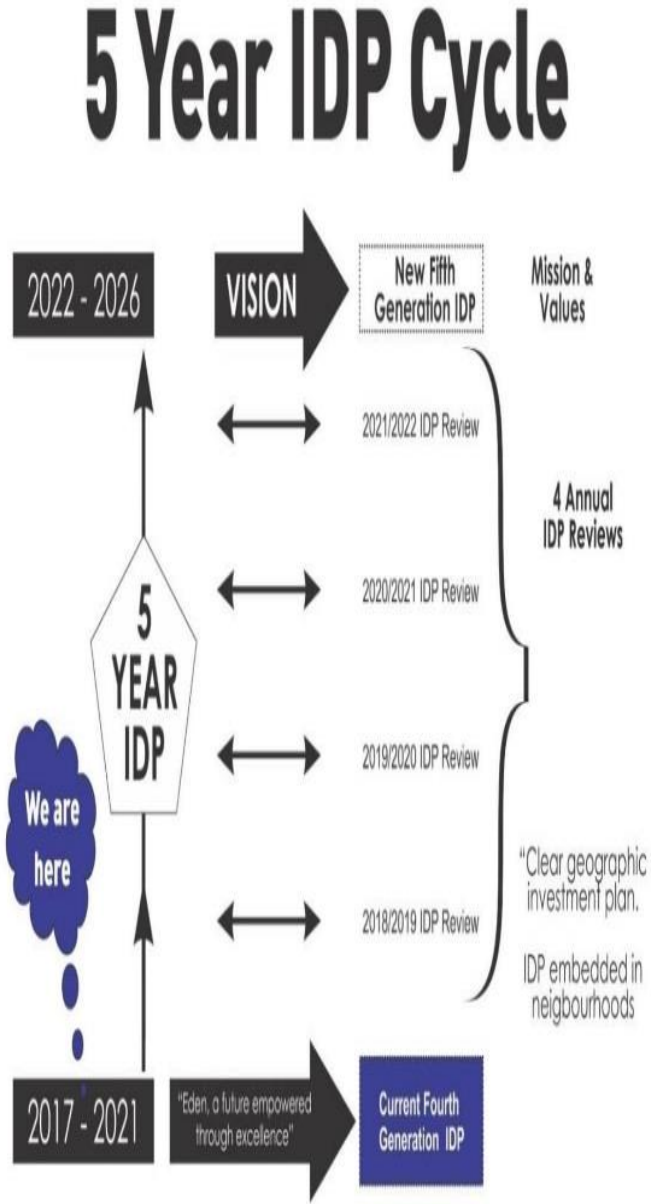 5 Year IDP Cycle
2022 - 2026
VISION
New Fifth
Generation IDP
Mission &
Values
2021/2022 IDP Review
4 Annual
IDP Reviews
2020/2021 IDP Review
5
YEAR
IDP
2019/2020 IDP Review
We are
here
"Clear geographic
investment plan.
2018/2019 IDP Review
IDP embedded in
neigbourhoods
2017 - 2021
"Eden, a future empowered
through excellence"
Current Fourth
Generation IDP